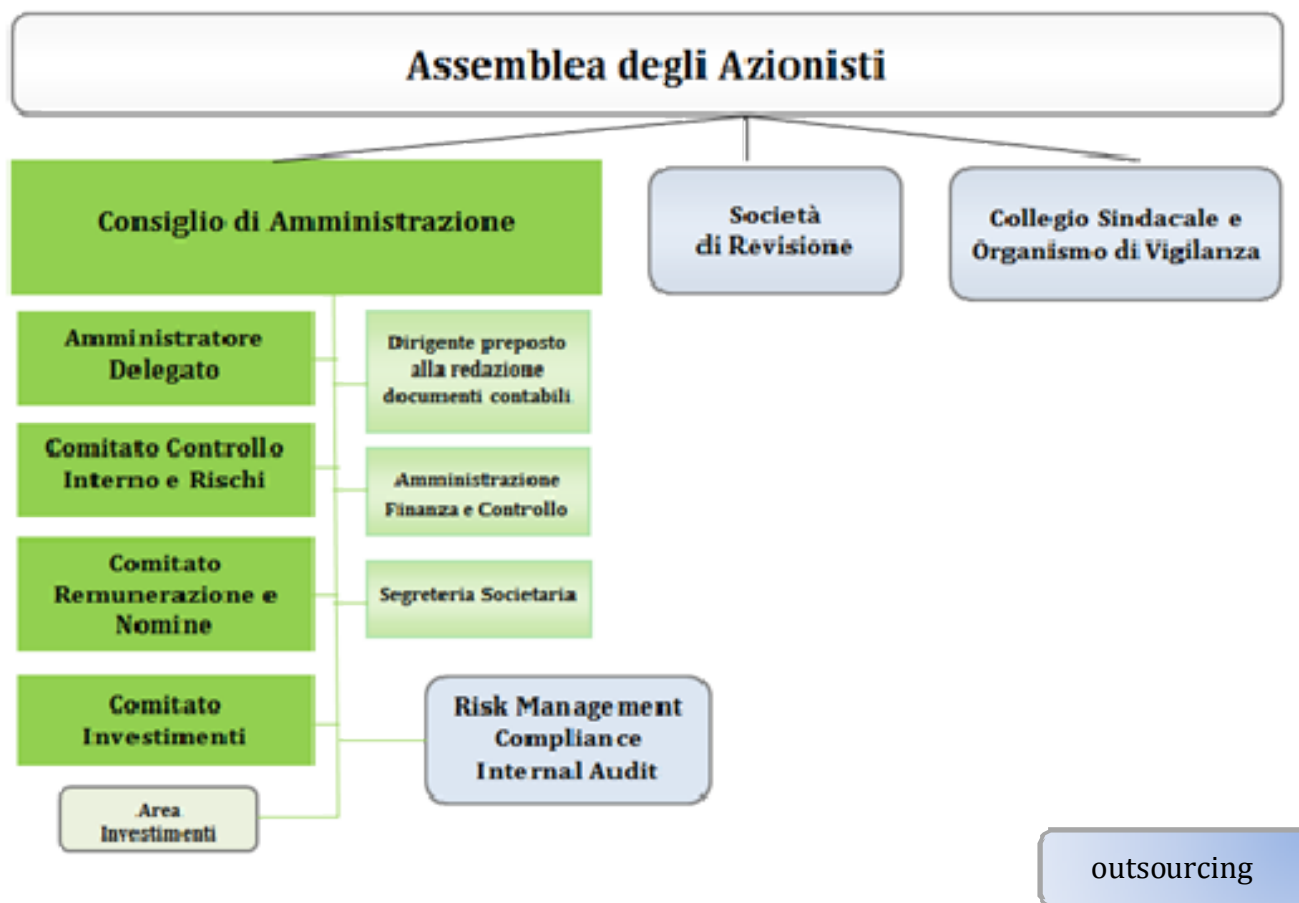 Assemblea degli Azionisti
Consiglio di Amministrazione
Società
di Revisione
Collegio Sindacale e
Organismo di Vigilanza
Amministratore
Delegato
Dirigente preposto
alla redazione
documenti contabili
Comitato Controllo
Interno e Rischi
Amministrazione
Finanza e Controllo
Comitato
Remunerazione e
Nomine
Segreteria Societaria
Comitato
Investimenti
Risk Management
Compliance
Internal Audit
Area
Investimenti
outsourcing